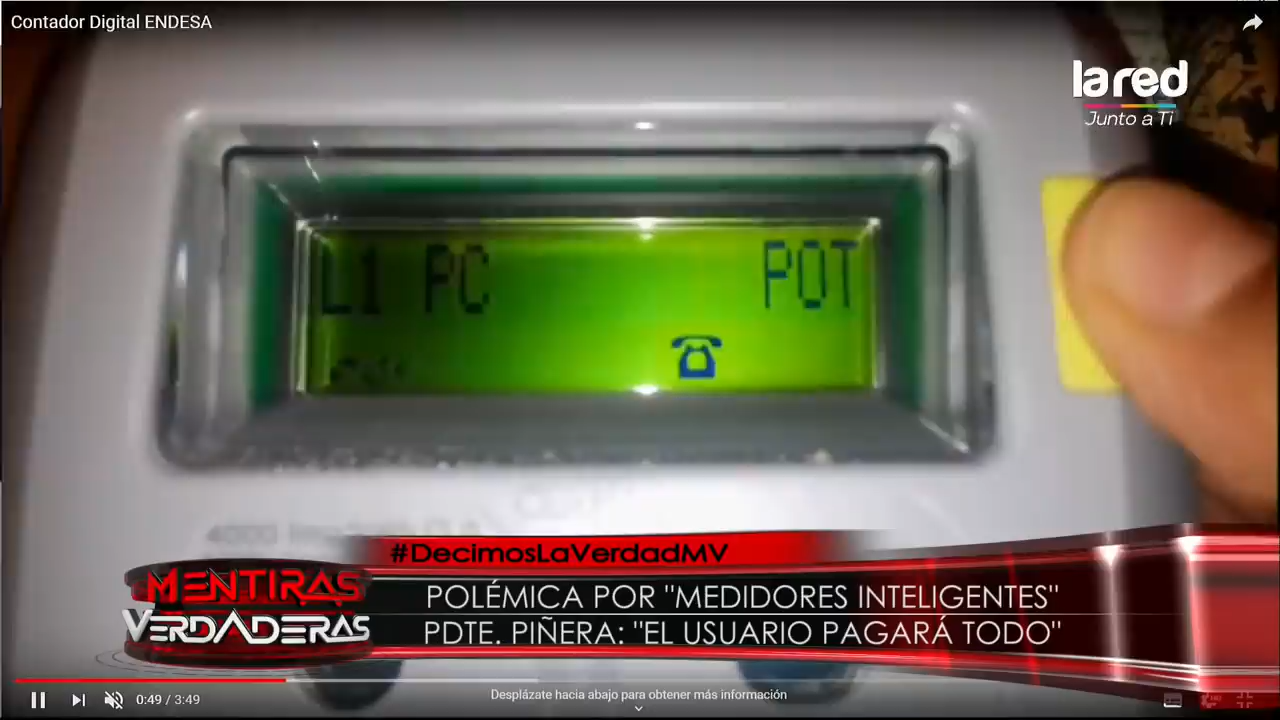 Contador Digital ENDESA
la red
Junto a Ti
L1 PC POT
#DecimosLaVerdadMV
MENTIRAS
VERDADERAS
POLÉMICA POR "MEDIDORES INTELIGENTES"
PDTE. PIÑERA: "EL USUARIO PAGARÁ TODO"
0:49 / 3:49
Desplázate hacia abajo para obtener más información